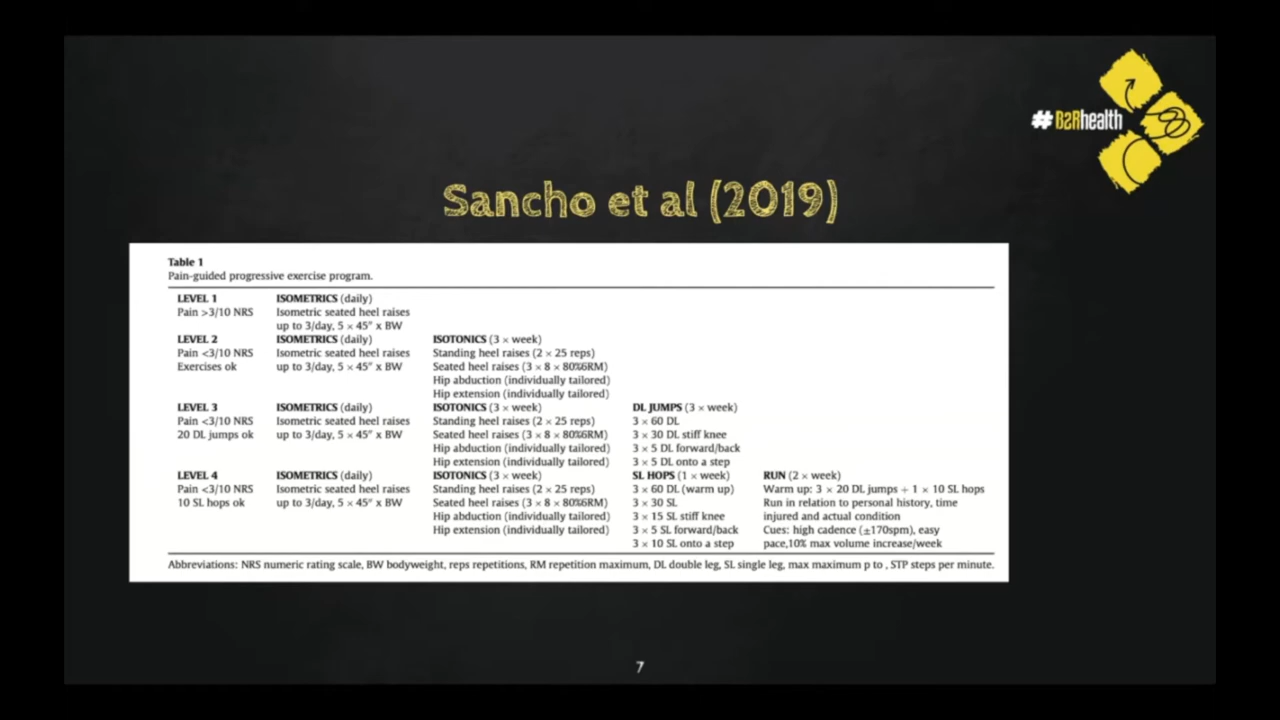 #B2Rhealth
Sancho et al (2019)
Table 1
Pain-guided progressive exercise program.
LEVEL 1 ISOMETRICS (daily)
Pain >3/10 NRS Isometric seated heel raises
up to 3/day, 5 × 45" x BW
LEVEL 2 ISOMETRICS (daily) ISOTONICS (3 × week)
Pain <3/10 NRS Isometric seated heel raises Standing heel raises (2 × 25 reps)
Exercises ok up to 3/day, 5 × 45" x BW Seated heel raises (3 × 8 × 80%6RM)
Hip abduction (individually tailored)
Hip extension (individually tailored)
LEVEL 3 ISOMETRICS (daily) ISOTONICS (3 × week) DL JUMPS (3 × week)
Pain <3/10 NRS Isometric seated heel raises Standing heel raises (2 × 25 reps) 3 × 60 DL
20 DL jumps ok up to 3/day, 5 × 45" x BW Seated heel raises (3 × 8 × 80%6RM) 3 × 30 DL stiff knee
Hip abduction (individually tailored) 3 × 5 DL forward/back
Hip extension (individually tailored) 3 × 5 DL onto a step
LEVEL 4 ISOMETRICS (daily) ISOTONICS (3 × week) SL HOPS (1 × week) RUN (2 × week)
Pain <3/10 NRS Isometric seated heel raises Standing heel raises (2 × 25 reps) 3 × 60 DL (warm up) Warm up: 3 × 20 DL jumps + 1 × 10 SL hops
10 SL hops ok up to 3/day, 5 × 45" x BW Seated heel raises (3 × 8 × 80%6RM) 3 × 30 SL Run in relation to personal history, time
Hip abduction (individually tailored) 3 × 15 SL stiff knee injured and actual condition
Hip extension (individually tailored) 3 × 5 SL forward/back Cues: high cadence (±170spm), easy
3 × 10 SL onto a step pace,10% max volume increase/week
Abbreviations: NRS numeric rating scale, BW bodyweight, reps repetitions, RM repetition maximum, DL double leg, SL single leg, max maximum p to , STP steps per minute.
7